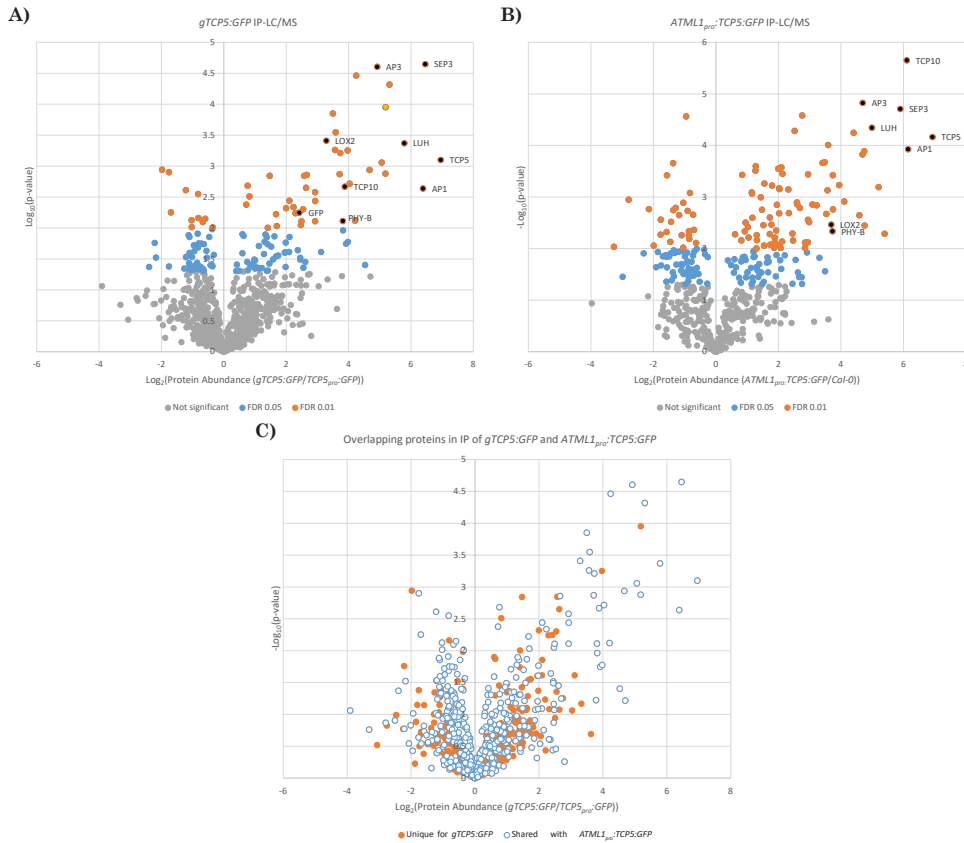 A)
gTCP5:GFP IP-LC/MS
5
4.5
4
3.5
3
2.5
2
1.5
1
0.5
0
Log10(p-value)
AP3
SEP3
LOX2
LUH
TCP5
TCP10
AP1
GFP
PHY-B
-6 -4 -2 0 2 4 6 8
Log2(Protein Abundance (gTCP5:GFP/TCP5pro:GFP))
Not significant FDR 0.05 FDR 0.01
B)
ATML1pro:TCP5:GFP IP-LC/MS
6
5
4
3
2
1
0
-Log10(p-value)
TCP10
AP3
SEP3
LUH
TCP5
AP1
LOX2
PHY-B
-6 -4 -2 0 2 4 6 8
Log2(Protein Abundance (ATML1pro:TCP5:GFP/Col-0))
Not significant FDR 0.05 FDR 0.01
C)
Overlapping proteins in IP of gTCP5:GFP and ATML1pro:TCP5:GFP
5
4.5
4
3.5
3
2.5
2
1.5
1
0.5
0
-Log10(p-value)
-6 -4 -2 0 2 4 6 8
Log2(Protein Abundance (gTCP5:GFP/TCP5pro:GFP))
Unique for gTCP5:GFP Shared with ATML1pro:TCP5:GFP